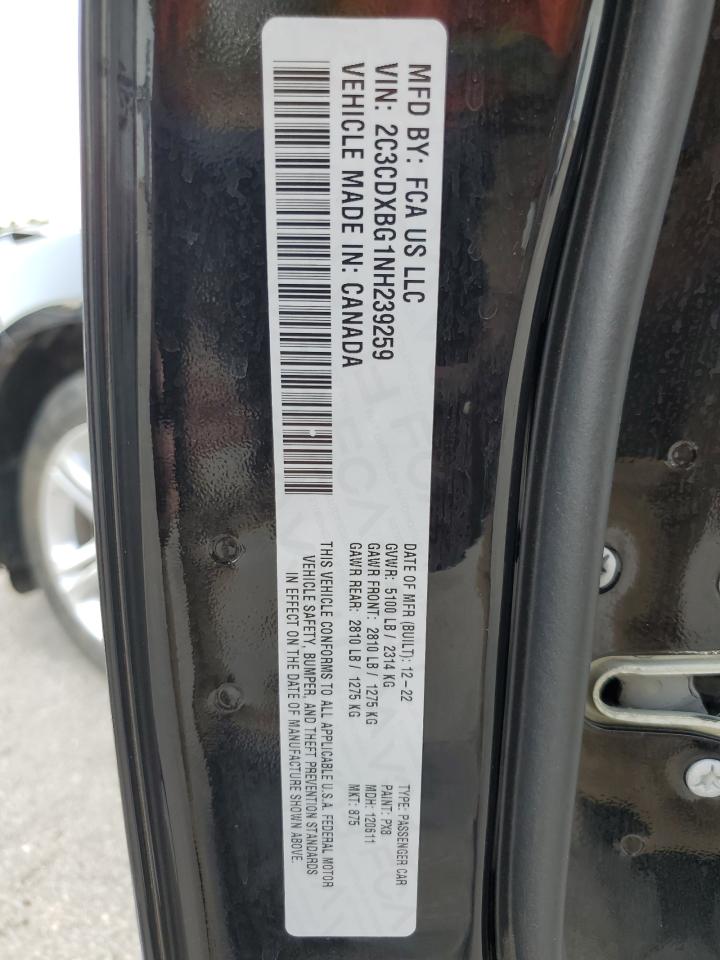 MFD BY: FCA US LLC
VIN: 2C3CDXBG1NH239259
VEHICLE MADE IN: CANADA
DATE OF MFR (BUILT): 12-22
GVWR: 5100 LB / 2314 KG
GAWR FRONT: 2810 LB / 1275 KG
GAWR REAR: 2810 LB / 1275 KG
TYPE: PASSENGER CAR
PAINT: PX8
MDH: 120611
MKT: 875
THIS VEHICLE CONFORMS TO ALL APPLICABLE U.S.A. FEDERAL MOTOR
VEHICLE SAFETY, BUMPER, AND THEFT PREVENTION STANDARDS
IN EFFECT ON THE DATE OF MANUFACTURE SHOWN ABOVE.